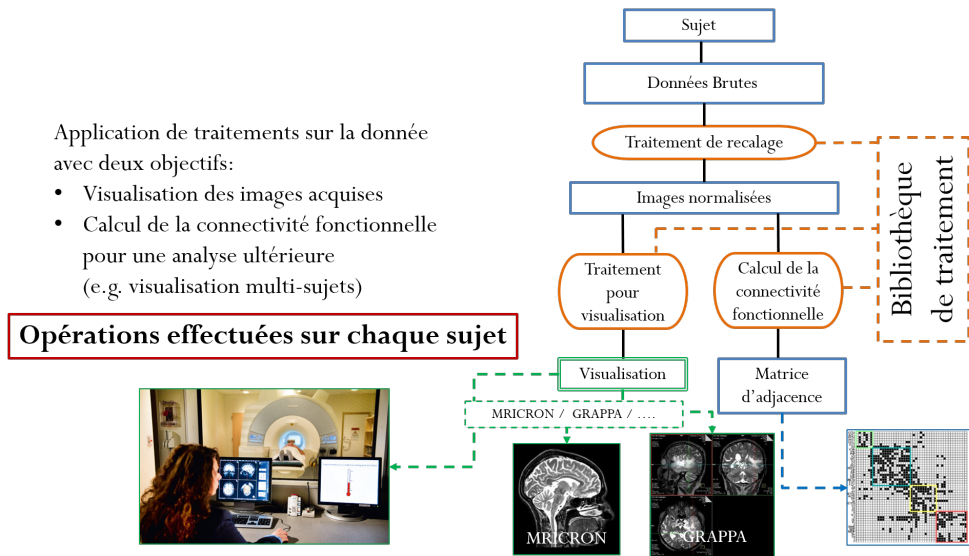 Sujet
Données Brutes
Traitement de recalage
Images normalisées
Traitement
pour
visualisation
Calcul de la
connectivité
fonctionnelle
Bibliothèque
de traitement
Visualisation
Matrice
d'adjacence
MRICRON / GRAPPA / ....
MRICRON
GRAPPA
Application de traitements sur la donnée
avec deux objectifs:
• Visualisation des images acquises
• Calcul de la connectivité fonctionnelle
pour une analyse ultérieure
(e.g. visualisation multi-sujets)
Opérations effectuées sur chaque sujet